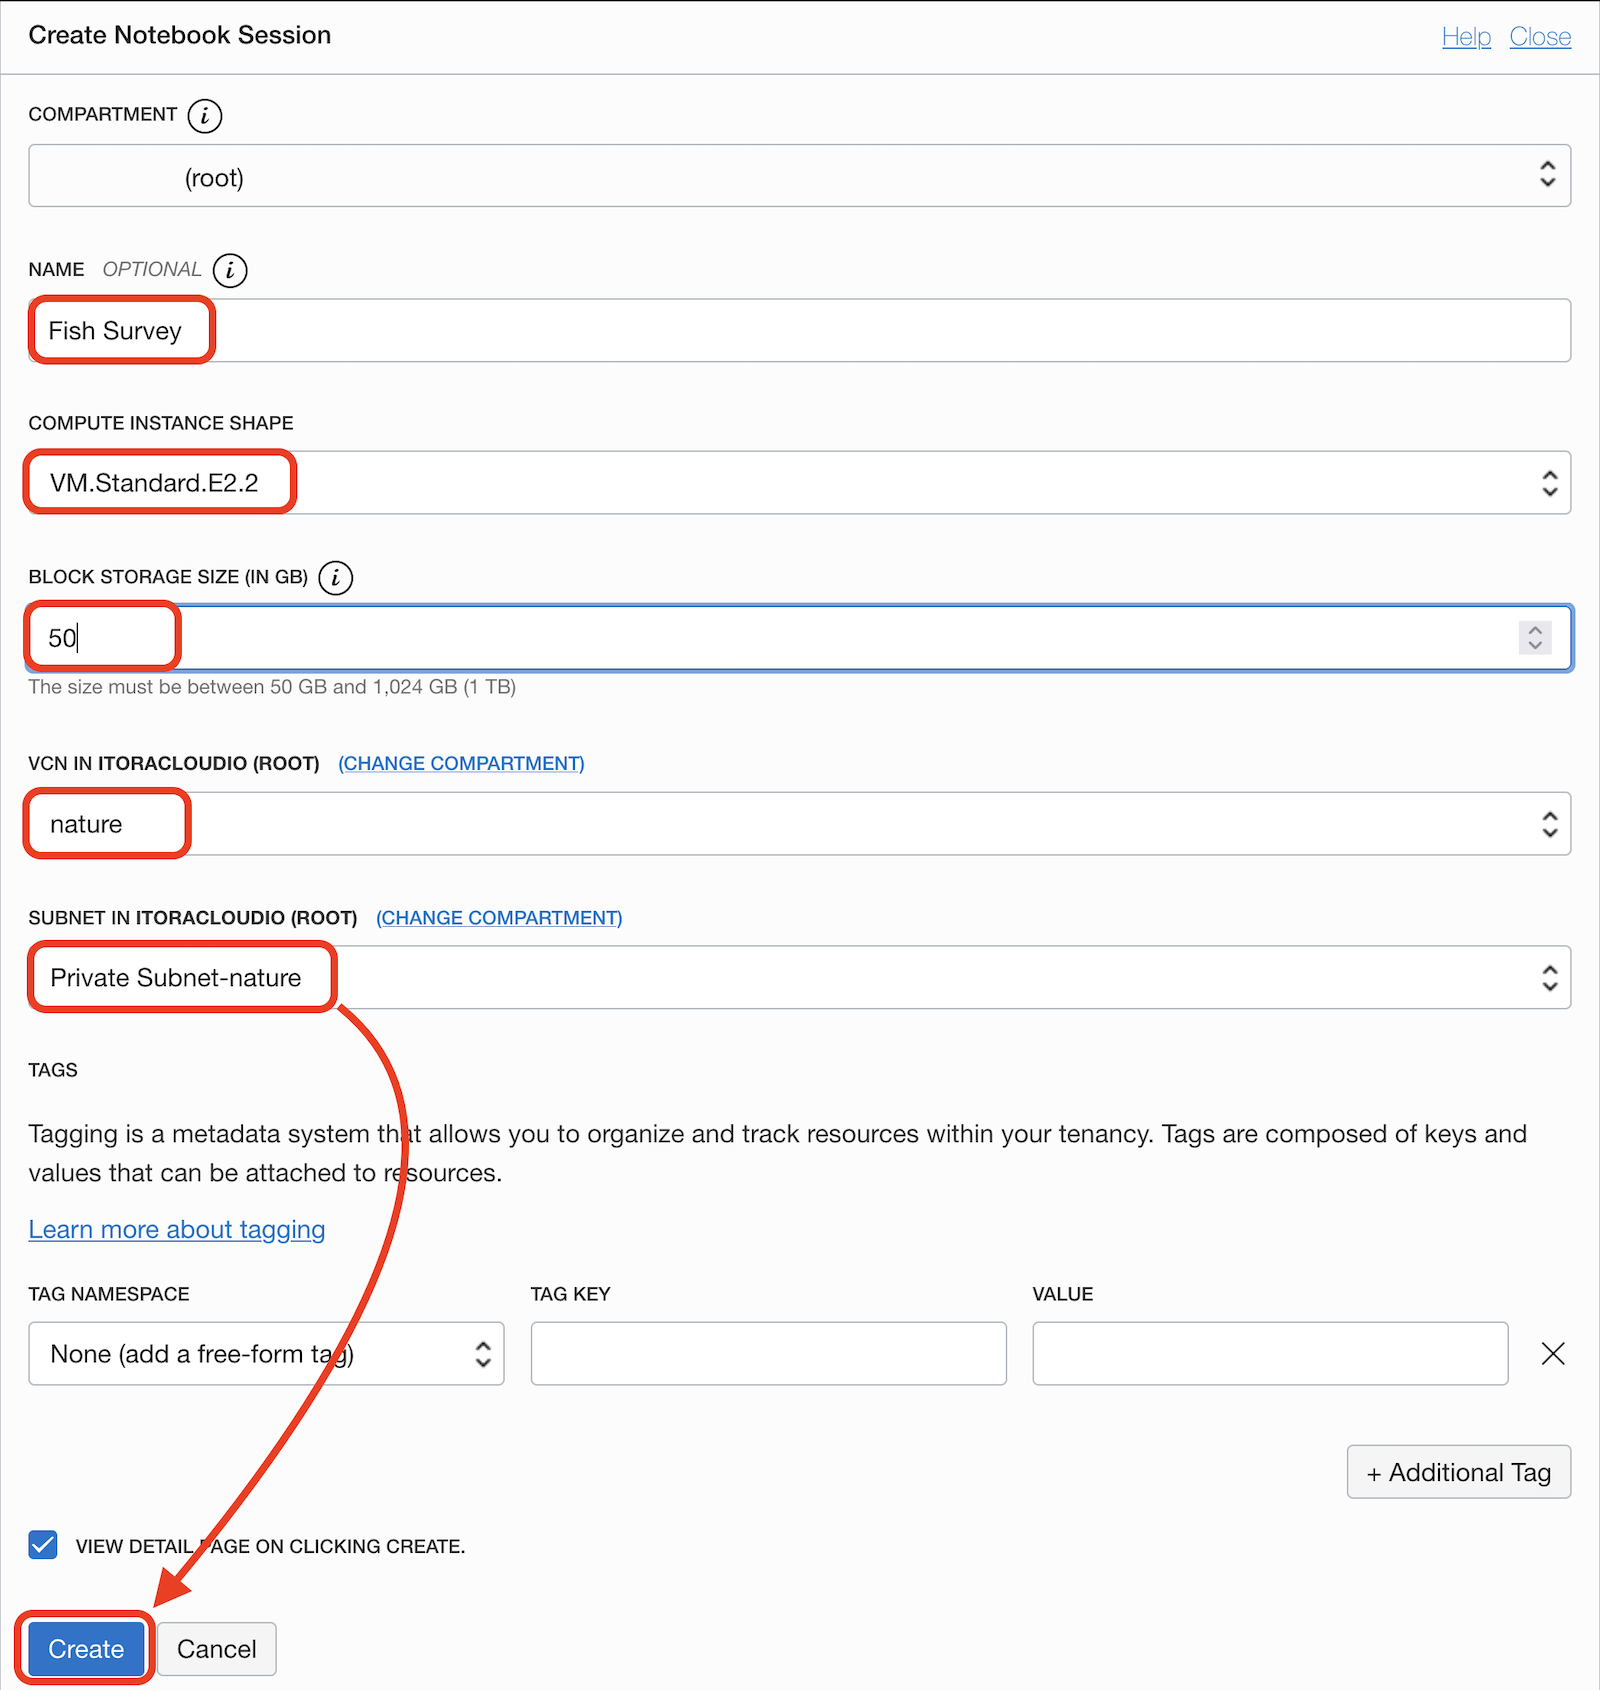 Create Notebook Session
Help Close
COMPARTMENT i
(root)
NAME OPTIONAL i
Fish Survey
COMPUTE INSTANCE SHAPE
VM.Standard.E2.2
BLOCK STORAGE SIZE (IN GB) i
50
The size must be between 50 GB and 1,024 GB (1 TB)
VCN IN ITORACLOUDIO (ROOT) (CHANGE COMPARTMENT)
nature
SUBNET IN ITORACLOUDIO (ROOT) (CHANGE COMPARTMENT)
Private Subnet-nature
TAGS
Tagging is a metadata system that allows you to organize and track resources within your tenancy. Tags are composed of keys and
values that can be attached to resources.
Learn more about tagging
TAG NAMESPACE TAG KEY VALUE
None (add a free-form tag)
+ Additional Tag
VIEW DETAIL PAGE ON CLICKING CREATE.
Create Cancel